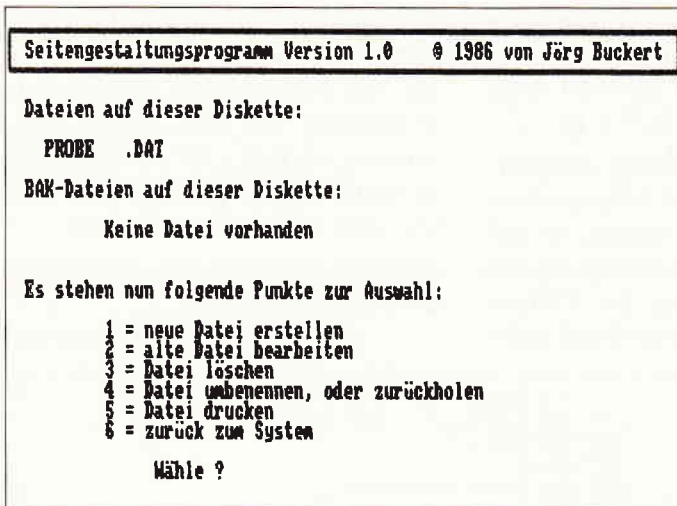 Seitengestaltungsprogramm Version 1.0 @ 1986 von Jörg Buckert
Dateien auf dieser Diskette:
PROBE .DAT
BAK-Dateien auf dieser Diskette:
Keine Datei vorhanden
Es stehen nun folgende Punkte zur Auswahl:
1 = neue Datei erstellen
2 = alte Datei bearbeiten
3 = Datei löschen
4 = Datei umbenennen, oder zurückholen
5 = Datei drucken
6 = zurück zum System
Wähle ?